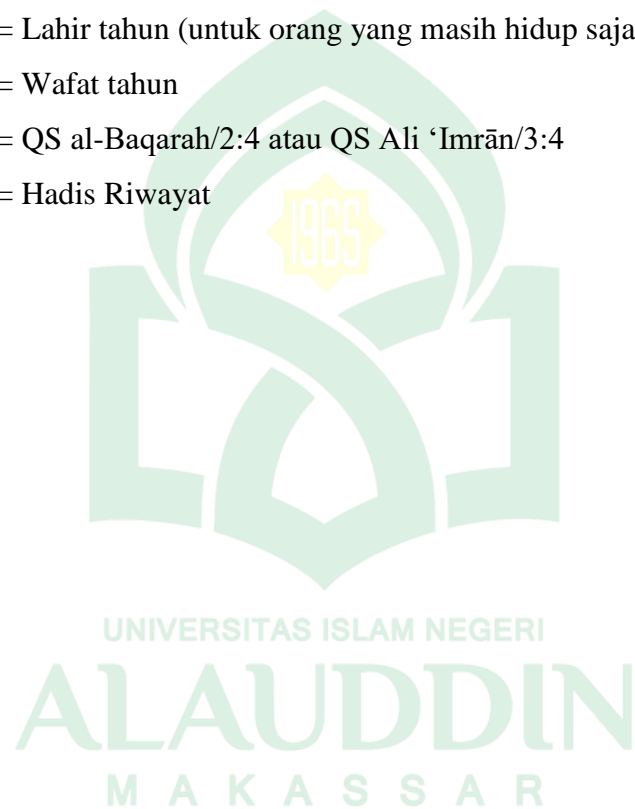 = Lahir tahun (untuk orang yang masih hidup saja
= Wafat tahun
= QS al-Baqarah/2:4 atau QS Ali ‘Imrān/3:4
= Hadis Riwayat
1965
UNIVERSITAS ISLAM NEGERI
ALAUDDIN
MAKASSAR